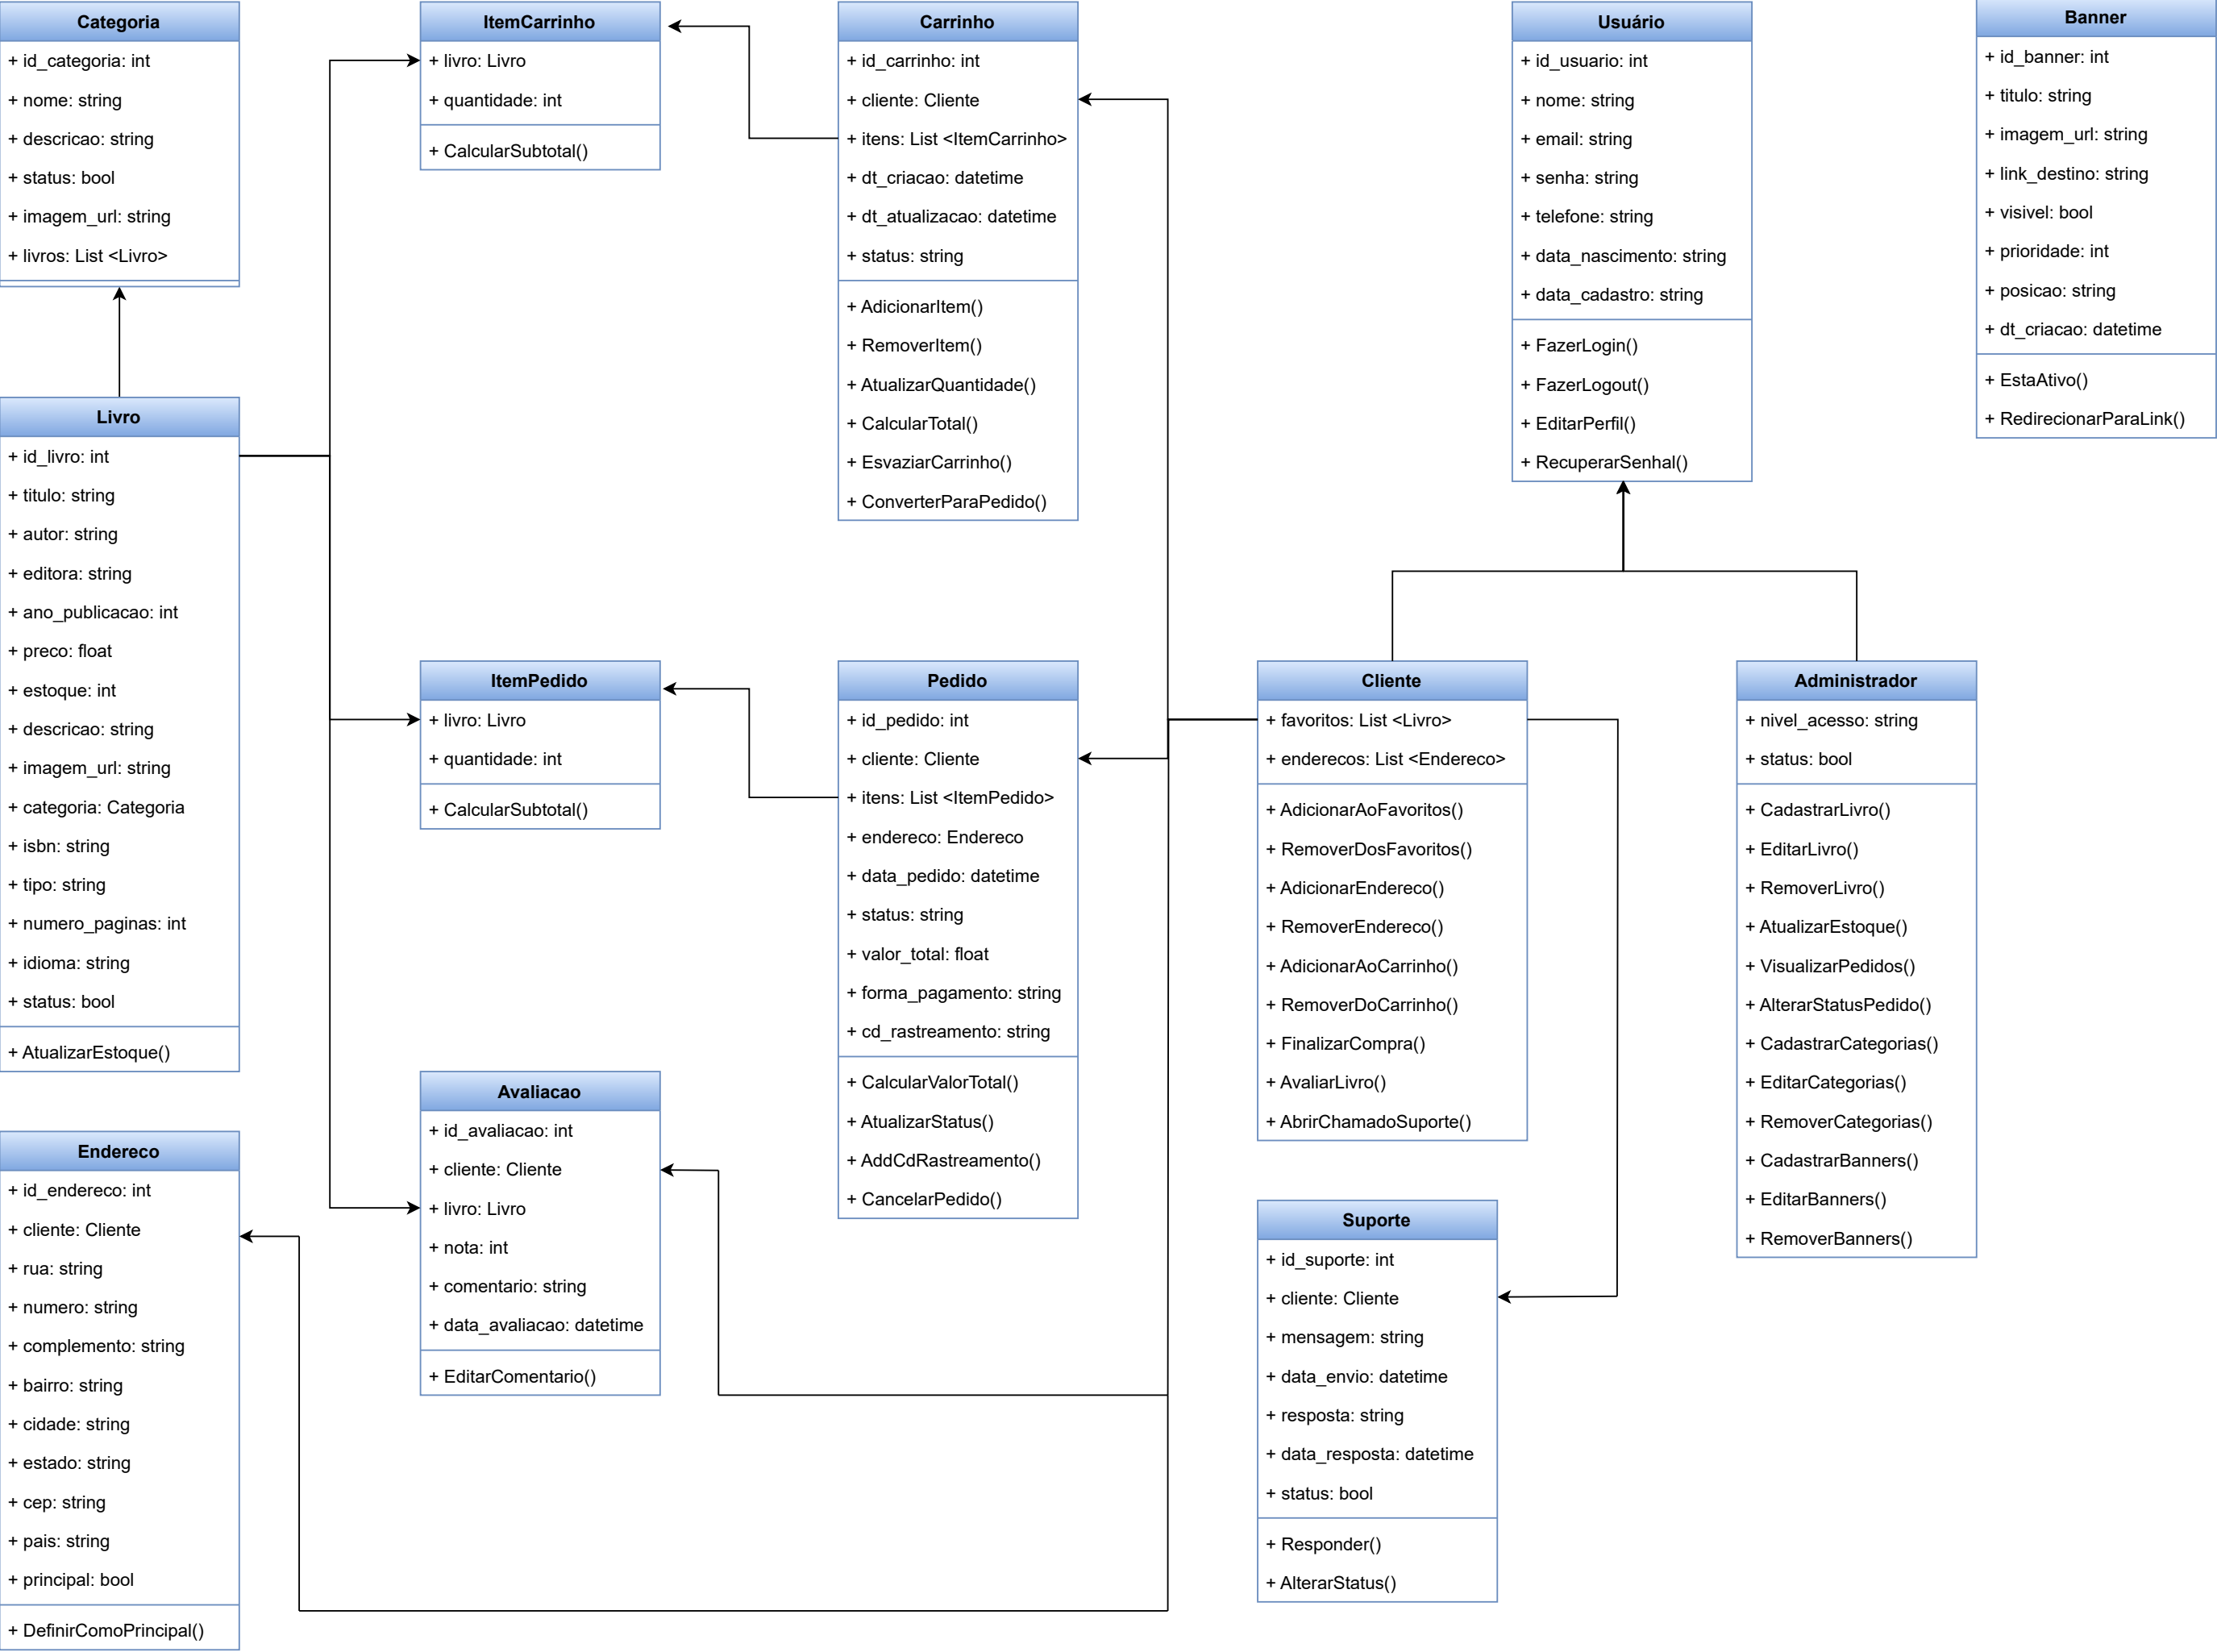 Categoria
+ id_categoria: int
+ nome: string
+ descricao: string
+ status: bool
+ imagem_url: string
+ livros: List <Livro>
ItemCarrinho
+ livro: Livro
+ quantidade: int
+ CalcularSubtotal()
Carrinho
+ id_carrinho: int
+ cliente: Cliente
+ itens: List <ItemCarrinho>
+ dt_criacao: datetime
+ dt_atualizacao: datetime
+ status: string
+ AdicionarItem()
+ RemoverItem()
+ AtualizarQuantidade()
+ CalcularTotal()
+ EsvaziarCarrinho()
+ ConverterParaPedido()
Usuário
+ id_usuario: int
+ nome: string
+ email: string
+ senha: string
+ telefone: string
+ data_nascimento: string
+ data_cadastro: string
+ FazerLogin()
+ FazerLogout()
+ EditarPerfil()
+ RecuperarSenhal()
Banner
+ id_banner: int
+ titulo: string
+ imagem_url: string
+ link_destino: string
+ visivel: bool
+ prioridade: int
+ posicao: string
+ dt_criacao: datetime
+ EstaAtivo()
+ RedirecionarParaLink()
Livro
+ id_livro: int
+ titulo: string
+ autor: string
+ editora: string
+ ano_publicacao: int
+ preco: float
+ estoque: int
+ descricao: string
+ imagem_url: string
+ categoria: Categoria
+ isbn: string
+ tipo: string
+ numero_paginas: int
+ idioma: string
+ status: bool
+ AtualizarEstoque()
ItemPedido
+ livro: Livro
+ quantidade: int
+ CalcularSubtotal()
Pedido
+ id_pedido: int
+ cliente: Cliente
+ itens: List <ItemPedido>
+ endereco: Endereco
+ data_pedido: datetime
+ status: string
+ valor_total: float
+ forma_pagamento: string
+ cd_rastreamento: string
+ CalcularValorTotal()
+ AtualizarStatus()
+ AddCdRastreamento()
+ CancelarPedido()
Cliente
+ favoritos: List <Livro>
+ enderecos: List <Endereco>
+ AdicionarAoFavoritos()
+ RemoverDosFavoritos()
+ AdicionarEndereco()
+ RemoverEndereco()
+ AdicionarAoCarrinho()
+ RemoverDoCarrinho()
+ FinalizarCompra()
+ AvaliarLivro()
+ AbrirChamadoSuporte()
Administrador
+ nivel_acesso: string
+ status: bool
+ CadastrarLivro()
+ EditarLivro()
+ RemoverLivro()
+ AtualizarEstoque()
+ VisualizarPedidos()
+ AlterarStatusPedido()
+ CadastrarCategorias()
+ EditarCategorias()
+ RemoverCategorias()
+ CadastrarBanners()
+ EditarBanners()
+ RemoverBanners()
Avaliacao
+ id_avaliacao: int
+ cliente: Cliente
+ livro: Livro
+ nota: int
+ comentario: string
+ data_avaliacao: datetime
+ EditarComentario()
Endereco
+ id_endereco: int
+ cliente: Cliente
+ rua: string
+ numero: string
+ complemento: string
+ bairro: string
+ cidade: string
+ estado: string
+ cep: string
+ pais: string
+ principal: bool
+ DefinirComoPrincipal()
Suporte
+ id_suporte: int
+ cliente: Cliente
+ mensagem: string
+ data_envio: datetime
+ resposta: string
+ data_resposta: datetime
+ status: bool
+ Responder()
+ AlterarStatus()